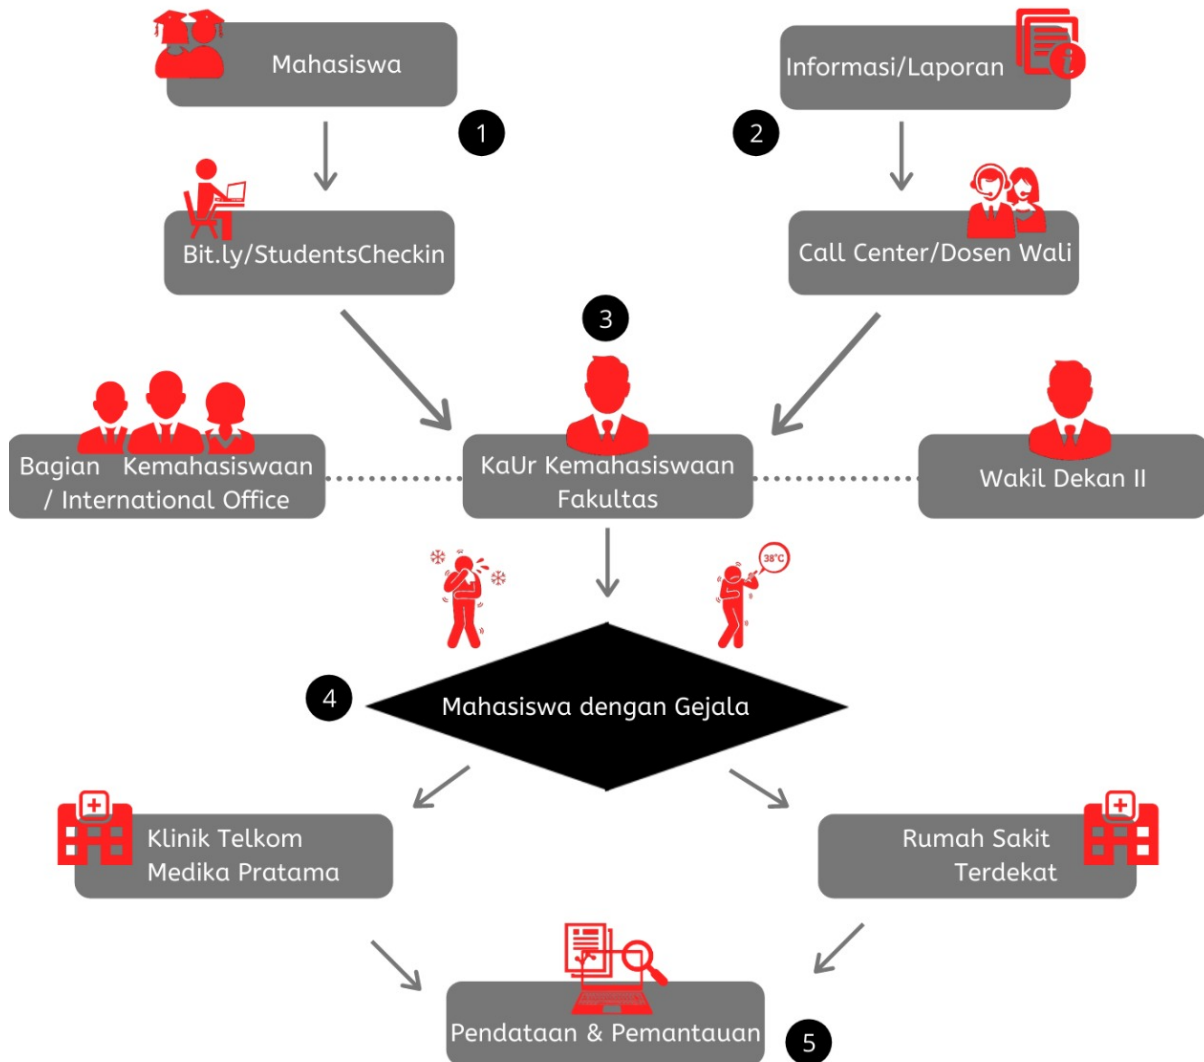 Mahasiswa
Informasi/Laporan
1
2
Bit.ly/StudentsCheckin
Call Center/Dosen Wali
3
Bagian Kemahasiswaan
/ International Office
KaUr Kemahasiswaan
Fakultas
Wakil Dekan II
38°C
4
Mahasiswa dengan Gejala
Klinik Telkom
Medika Pratama
Rumah Sakit
Terdekat
Pendataan & Pemantauan
5